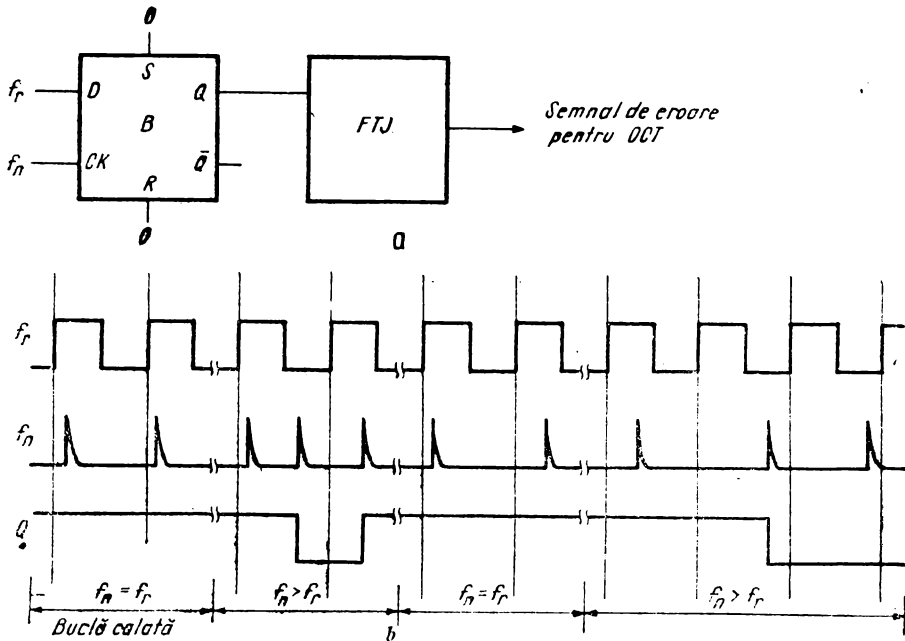 0
S
f_r D Q
B FTJ
Semnal de eroare
pentru OCT
f_n CK Q̄
R
0
a
f_r
f_n
Q
f_n = f_r f_n > f_r f_n = f_r f_n > f_r
Buclă calată b